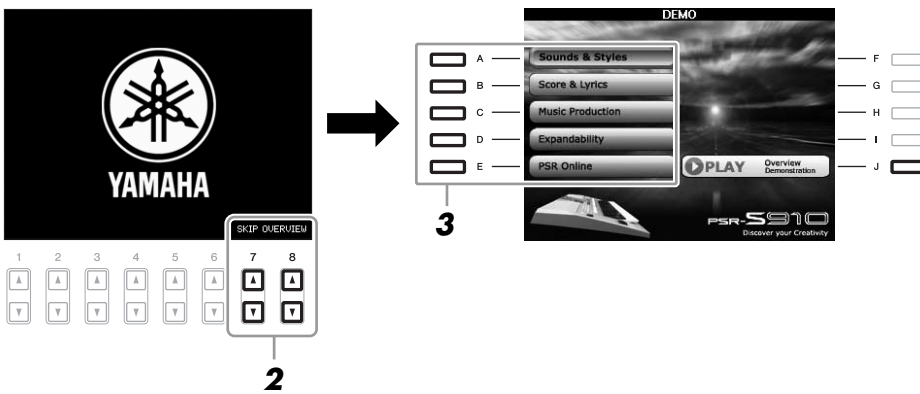 YAMAHA
SKIP OVERVIEW
1 2 3 4 5 6 7 8
2
DEMO
A Sounds & Styles F
B Score & Lyrics G
C Music Production H
D Expandability I
E PSR Online PLAY Overview Demonstration J
3
PSR-S910
Discover your Creativity